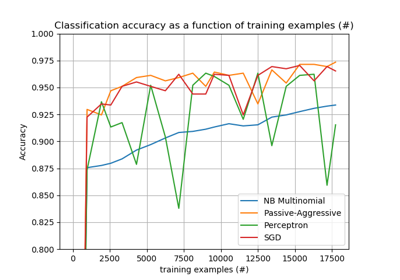 Classification accuracy as a function of training examples (#)
1.000
0.975
0.950
0.925
0.900
0.875
0.850
0.825
0.800
Accuracy
NB Multinomial
Passive-Aggressive
Perceptron
SGD
0 2500 5000 7500 10000 12500 15000 17500
training examples (#)